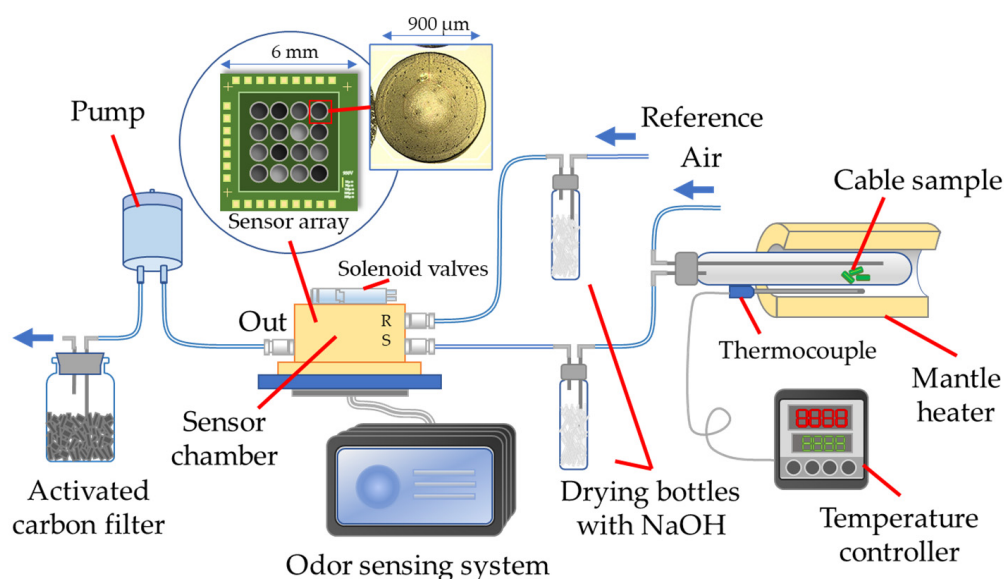 900 µm
6 mm
Pump
Reference
Air
Cable sample
Sensor array
Solenoid valves
Out
R
S
Thermocouple
Mantle
heater
Sensor
chamber
Activated
carbon filter
Drying bottles
with NaOH
Temperature
controller
Odor sensing system